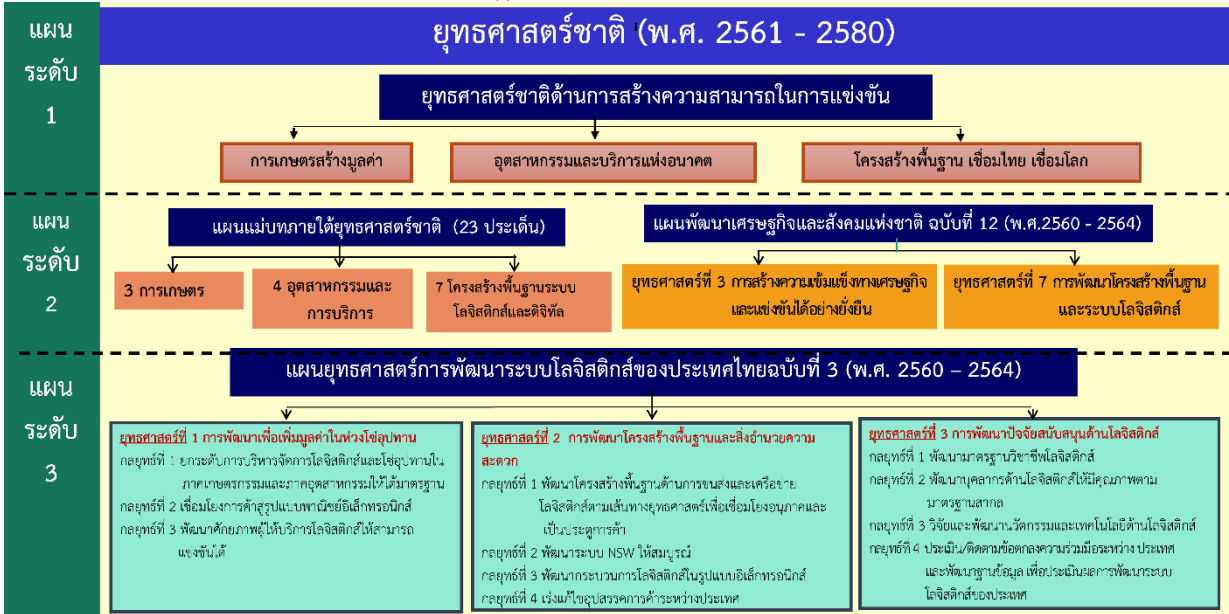 แผน
ระดับ
1
ยุทธศาสตร์ชาติ (พ.ศ. 2561 - 2580)
ยุทธศาสตร์ชาติด้านการสร้างความสามารถในการแข่งขัน
การเกษตรสร้างมูลค่า
อุตสาหกรรมและบริการแห่งอนาคต
โครงสร้างพื้นฐาน เชื่อมไทย เชื่อมโลก
แผน
ระดับ
2
แผนแม่บทภายใต้ยุทธศาสตร์ชาติ (23 ประเด็น)
3 การเกษตร
4 อุตสาหกรรมและ
การบริการ
7 โครงสร้างพื้นฐานระบบ
โลจิสติกส์และดิจิทัล
แผนพัฒนาเศรษฐกิจและสังคมแห่งชาติ ฉบับที่ 12 (พ.ศ.2560 - 2564)
ยุทธศาสตร์ที่ 3 การสร้างความเข้มแข็งทางเศรษฐกิจ
และแข่งขันได้อย่างยั่งยืน
ยุทธศาสตร์ที่ 7 การพัฒนาโครงสร้างพื้นฐาน
และระบบโลจิสติกส์
แผน
ระดับ
3
แผนยุทธศาสตร์การพัฒนาระบบโลจิสติกส์ของประเทศไทยฉบับที่ 3 (พ.ศ. 2560 – 2564)
ยุทธศาสตร์ที่ 1 การพัฒนาเพื่อเพิ่มมูลค่าในห่วงโซ่อุปทาน
กลยุทธ์ที่ 1 ยกระดับการบริหารจัดการโลจิสติกส์และโซ่อุปทานใน
ภาคเกษตรกรรมและภาคอุตสาหกรรมให้ได้มาตรฐาน
กลยุทธ์ที่ 2 เชื่อมโยงการค้าสู่รูปแบบพาณิชย์อิเล็กทรอนิกส์
กลยุทธ์ที่ 3 พัฒนาศักยภาพผู้ให้บริการโลจิสติกส์ให้สามารถ
แข่งขันได้
ยุทธศาสตร์ที่ 2 การพัฒนาโครงสร้างพื้นฐานและสิ่งอำนวยความ
สะดวก
กลยุทธ์ที่ 1 พัฒนาโครงสร้างพื้นฐานด้านการขนส่งและเครือข่าย
โลจิสติกส์ตามเส้นทางยุทธศาสตร์เพื่อเชื่อมโยงอนุภาคและ
เป็นประตูการค้า
กลยุทธ์ที่ 2 พัฒนาระบบ NSW ให้สมบูรณ์
กลยุทธ์ที่ 3 พัฒนากระบวนการโลจิสติกส์ในรูปแบบอิเล็กทรอนิกส์
กลยุทธ์ที่ 4 เร่งแก้ไขอุปสรรคการค้าระหว่างประเทศ
ยุทธศาสตร์ที่ 3 การพัฒนาปัจจัยสนับสนุนด้านโลจิสติกส์
กลยุทธ์ที่ 1 พัฒนามาตรฐานวิชาชีพโลจิสติกส์
กลยุทธ์ที่ 2 พัฒนาบุคลากรด้านโลจิสติกส์ให้มีคุณภาพตาม
มาตรฐานสากล
กลยุทธ์ที่ 3 วิจัยและพัฒนานวัตกรรมและเทคโนโลยีด้านโลจิสติกส์
กลยุทธ์ที่ 4 ประเมิน/ติดตามข้อตกลงความร่วมมือระหว่าง ประเทศ
และพัฒนาฐานข้อมูล เพื่อประเมินผลการพัฒนาระบบ
โลจิสติกส์ของประเทศ